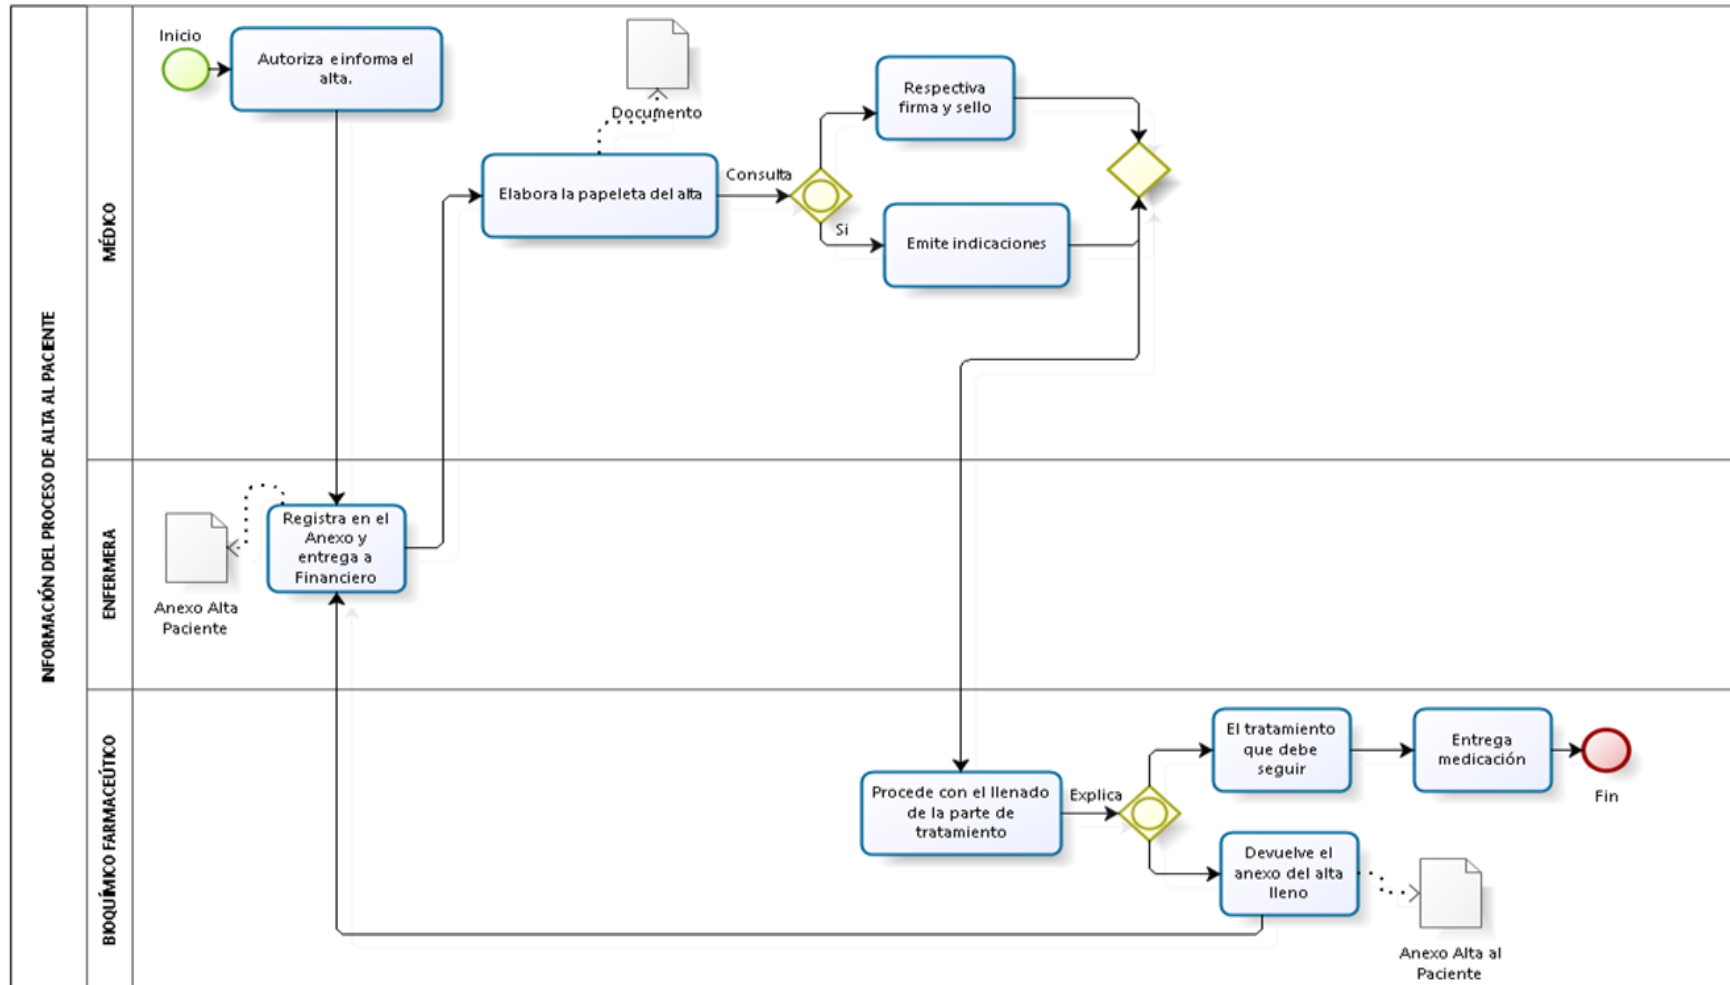 INFORMACIÓN DEL PROCESO DE ALTA AL PACIENTE
MÉDICO
Inicio
Autoriza e informa el
alta.
Documento
Elabora la papeleta del alta
Consulta
Si
Respectiva
firma y sello
Emite indicaciones
ENFERMERA
Registra en el
Anexo y
entrega a
Financiero
Anexo Alta
Paciente
BIOQUÍMICO FARMACEÚTICO
Procede con el llenado
de la parte de
tratamiento
Explica
El tratamiento
que debe
seguir
Entrega
medicación
Fin
Devuelve el
anexo del alta
lleno
Anexo Alta al
Paciente